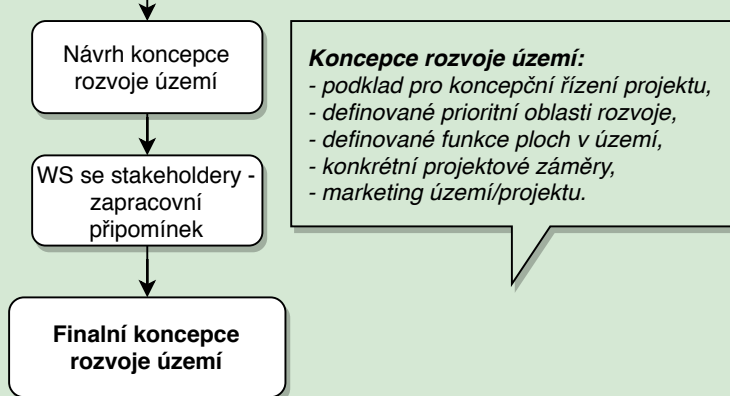 Návrh koncepce
rozvoje území
Koncepce rozvoje území:
- podklad pro koncepční řízení projektu,
- definované prioritní oblasti rozvoje,
- definované funkce ploch v území,
- konkrétní projektové záměry,
- marketing území/projektu.
WS se stakeholdery -
zapracovní
připomínek
Finalní koncepce
rozvoje území